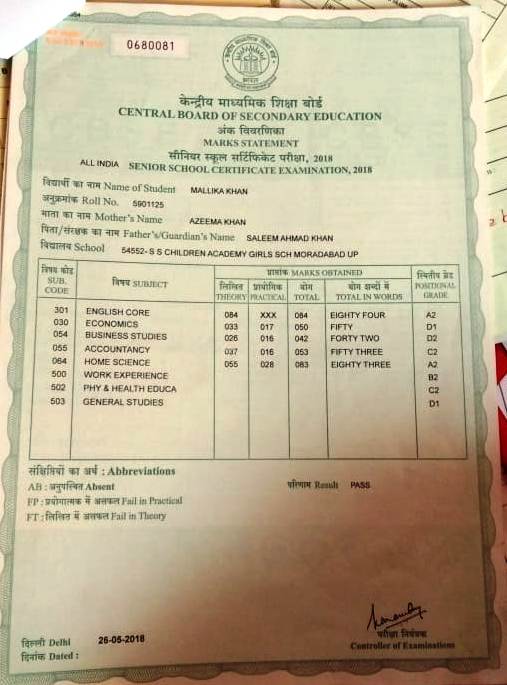 0680081
केन्द्रीय माध्यमिक शिक्षा बोर्ड
CENTRAL BOARD OF SECONDARY EDUCATION
अंक विवरणिका
MARKS STATEMENT
सीनियर स्कूल सर्टिफिकेट परीक्षा, 2018
ALL INDIA SENIOR SCHOOL CERTIFICATE EXAMINATION, 2018
विद्यार्थी का नाम Name of Student MALLIKA KHAN
अनुक्रमांक Roll No. 5901125
माता का नाम Mother's Name AZEEMA KHAN
पिता/संरक्षक का नाम Father's/Guardian's Name SALEEM AHMAD KHAN
विद्यालय School 54552- S S CHILDREN ACADEMY GIRLS SCH MORADABAD UP
विषय कोड SUB. CODE विषय SUBJECT प्राप्तांक MARKS OBTAINED स्थितीय ग्रेड POSITIONAL GRADE
लिखित THEORY प्रायोगिक PRACTICAL योग TOTAL योग शब्दों में TOTAL IN WORDS
301 ENGLISH CORE 084 XXX 084 EIGHTY FOUR A2
030 ECONOMICS 033 017 050 FIFTY D1
054 BUSINESS STUDIES 026 016 042 FORTY TWO D2
055 ACCOUNTANCY 037 016 053 FIFTY THREE C2
064 HOME SCIENCE 055 028 083 EIGHTY THREE A2
500 WORK EXPERIENCE B2
502 PHY & HEALTH EDUCA C2
503 GENERAL STUDIES D1
संक्षिप्तियों का अर्थ : Abbreviations
AB : अनुपस्थित Absent परिणाम Result PASS
FP : प्रयोगात्मक में असफल Fail in Practical
FT : लिखित में असफल Fail in Theory
दिल्ली Delhi 26-05-2018 परीक्षा नियंत्रक
दिनांक Dated : Controller of Examinations